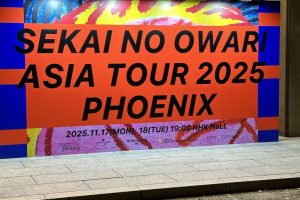 SEKAI NO OWARI
ASIA TOUR 2025
PHOENIX
2025.11.17(MON), 18(TUE) 19:00 NHK HALL